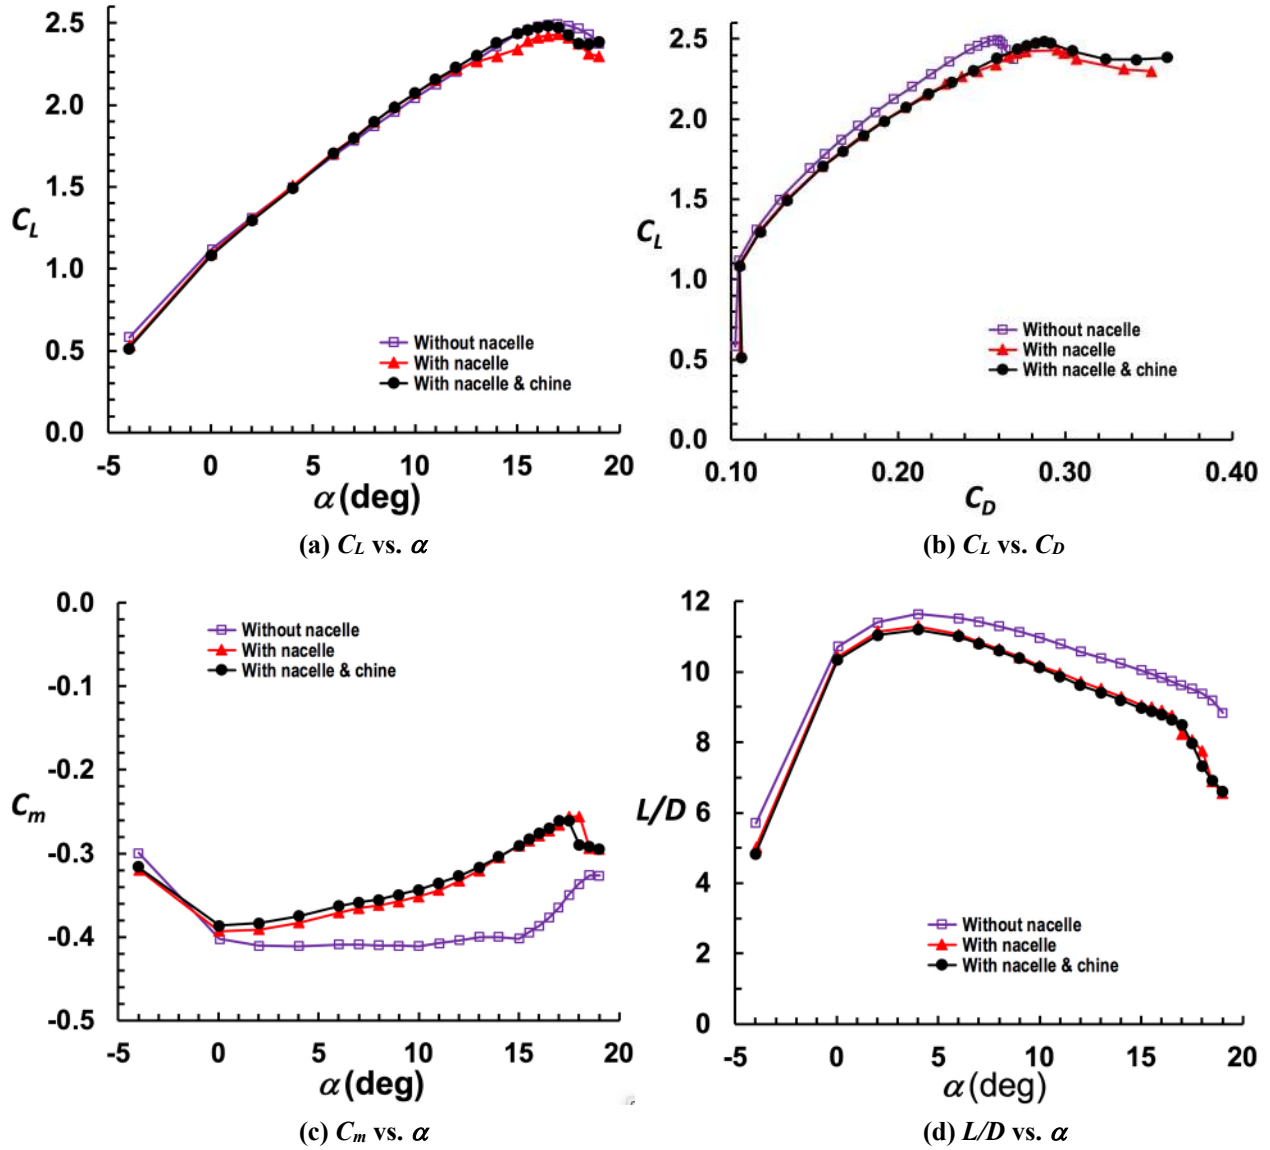 2.5
2.0
1.5
1.0
0.5
0.0
C_L
-5 0 5 10 15 20
α (deg)
Without nacelle
With nacelle
With nacelle & chine
(a) C_L vs. α
2.5
2.0
1.5
1.0
0.5
0.0
C_L
0.10 0.20 0.30 0.40
C_D
Without nacelle
With nacelle
With nacelle & chine
(b) C_L vs. C_D
0.0
-0.1
-0.2
-0.3
-0.4
-0.5
C_m
-5 0 5 10 15 20
α (deg)
Without nacelle
With nacelle
With nacelle & chine
(c) C_m vs. α
12
10
8
6
4
2
0
L/D
-5 0 5 10 15 20
α (deg)
Without nacelle
With nacelle
With nacelle & chine
(d) L/D vs. α